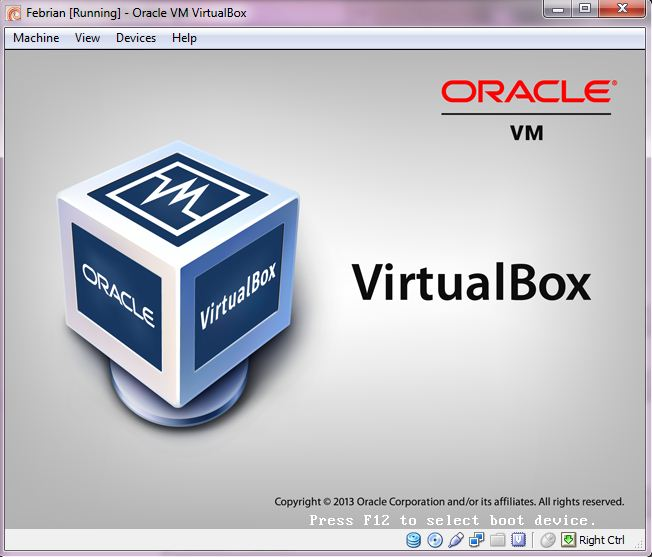 Febrian [Running] - Oracle VM VirtualBox
Machine View Devices Help
ORACLE®
VM
ORACLE
VirtualBox
VirtualBox
Copyright © 2013 Oracle Corporation and/or its affiliates. All rights reserved.
Press F12 to select boot device.
Right Ctrl